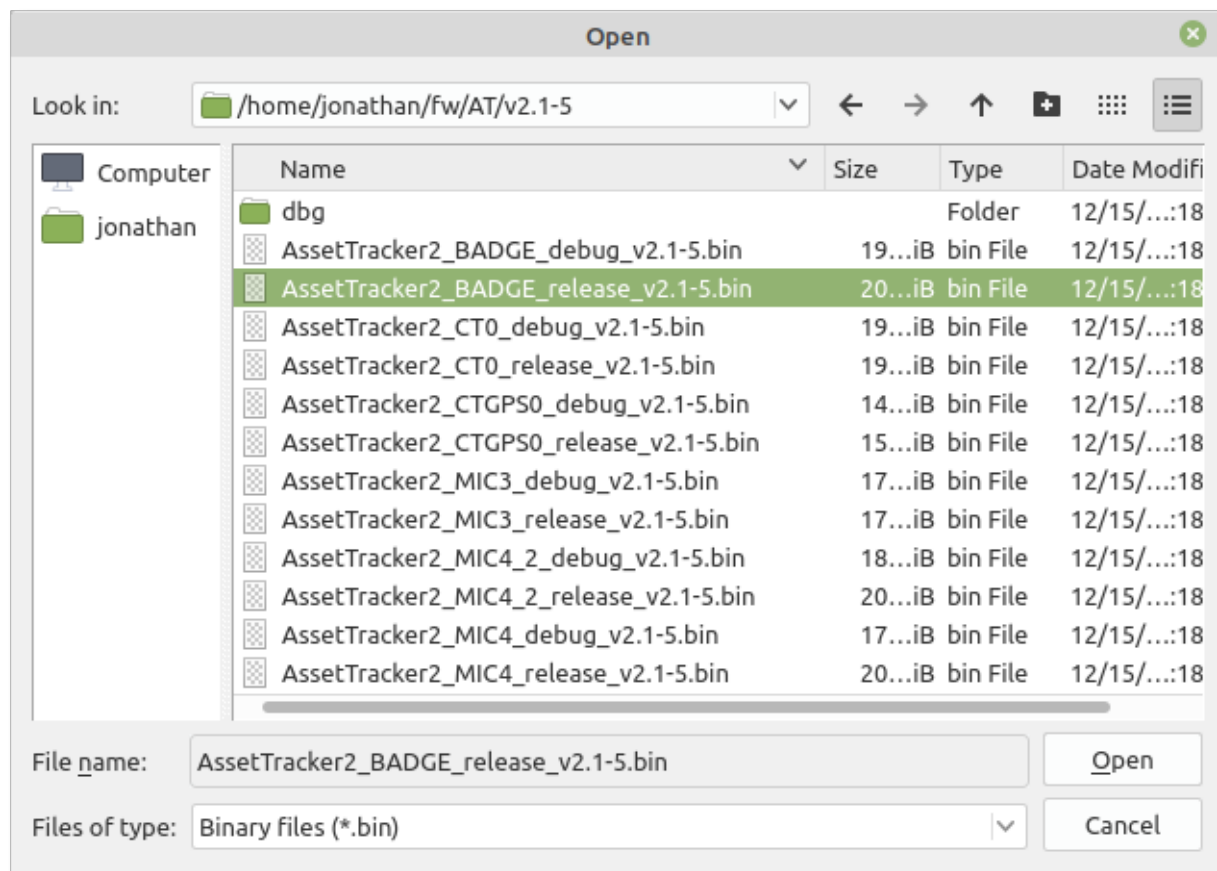 Open
Look in: /home/jonathan/fw/AT/v2.1-5
Computer
jonathan
Name Size Type Date Modifi
dbg Folder 12/15/...:18
AssetTracker2_BADGE_debug_v2.1-5.bin 19...iB bin File 12/15/...:18
AssetTracker2_BADGE_release_v2.1-5.bin 20...iB bin File 12/15/...:18
AssetTracker2_CT0_debug_v2.1-5.bin 19...iB bin File 12/15/...:18
AssetTracker2_CT0_release_v2.1-5.bin 19...iB bin File 12/15/...:18
AssetTracker2_CTGPS0_debug_v2.1-5.bin 14...iB bin File 12/15/...:18
AssetTracker2_CTGPS0_release_v2.1-5.bin 15...iB bin File 12/15/...:18
AssetTracker2_MIC3_debug_v2.1-5.bin 17...iB bin File 12/15/...:18
AssetTracker2_MIC3_release_v2.1-5.bin 17...iB bin File 12/15/...:18
AssetTracker2_MIC4_2_debug_v2.1-5.bin 18...iB bin File 12/15/...:18
AssetTracker2_MIC4_2_release_v2.1-5.bin 20...iB bin File 12/15/...:18
AssetTracker2_MIC4_debug_v2.1-5.bin 17...iB bin File 12/15/...:18
AssetTracker2_MIC4_release_v2.1-5.bin 20...iB bin File 12/15/...:18
File name: AssetTracker2_BADGE_release_v2.1-5.bin Open
Files of type: Binary files (*.bin) Cancel